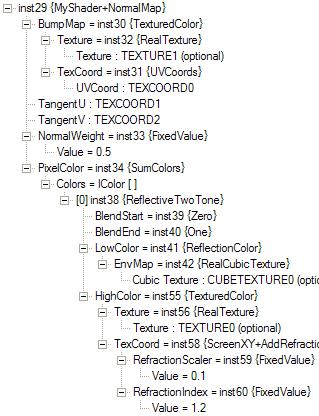 inst29 {MyShader+NormalMap}
BumpMap = inst30 {TexturedColor}
Texture = inst32 {RealTexture}
Texture : TEXTURE1 (optional)
TexCoord = inst31 {UVCoords}
UVCoord : TEXCOORD0
TangentU : TEXCOORD1
TangentV : TEXCOORD2
NormalWeight = inst33 {FixedValue}
Value = 0.5
PixelColor = inst34 {SumColors}
Colors = IColor [ ]
[0] inst38 {ReflectiveTwoTone}
BlendStart = inst39 {Zero}
BlendEnd = inst40 {One}
LowColor = inst41 {ReflectionColor}
EnvMap = inst42 {RealCubicTexture}
Cubic Texture : CUBETEXTURE0 (optic
HighColor = inst55 {TexturedColor}
Texture = inst56 {RealTexture}
Texture : TEXTURE0 (optional)
TexCoord = inst58 {ScreenXY+AddRefractio
RefractionScaler = inst59 {FixedValue}
Value = 0.1
RefractionIndex = inst60 {FixedValue}
Value = 1.2